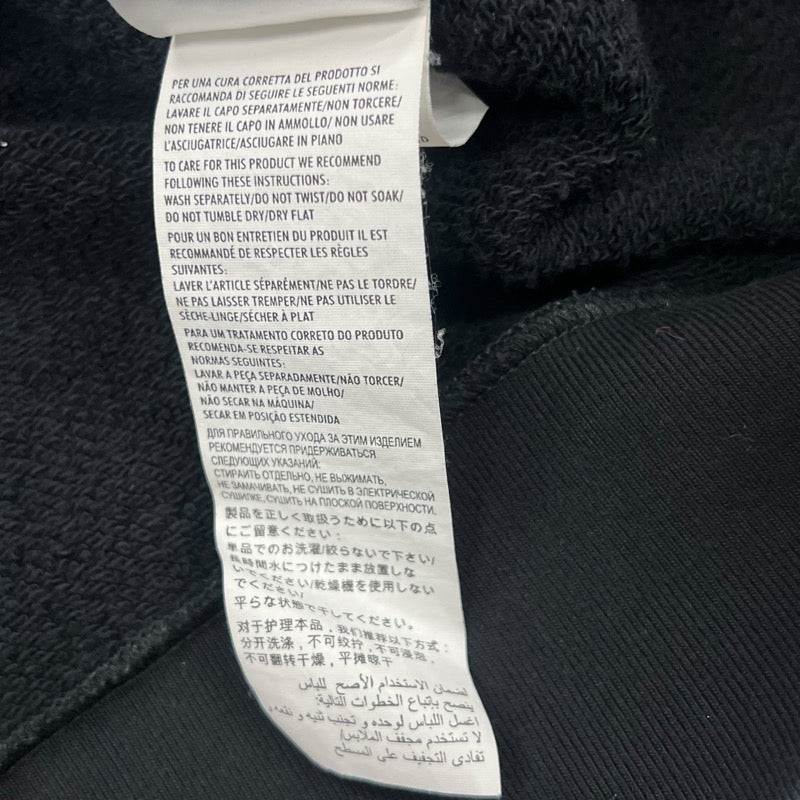 PER UNA CURA CORRETTA DEL PRODOTTO SI
RACCOMANDA DI SEGUIRE LE SEGUENTI NORME:
LAVARE IL CAPO SEPARATAMENTE/NON TORCERE/
NON TENERE IL CAPO IN AMMOLLO/ NON USARE
L'ASCIUGATRICE/ASCIUGARE IN PIANO
TO CARE FOR THIS PRODUCT WE RECOMMEND
FOLLOWING THESE INSTRUCTIONS:
WASH SEPARATELY/DO NOT TWIST/DO NOT SOAK/
DO NOT TUMBLE DRY/DRY FLAT
POUR UN BON ENTRETIEN DU PRODUIT IL EST
RECOMMANDÉ DE RESPECTER LES RÈGLES
SUIVANTES:
LAVER L'ARTICLE SÉPARÉMENT/NE PAS LE TORDRE/
NE PAS LAISSER TREMPER/NE PAS UTILISER LE
SÈCHE-LINGE/SÉCHER À PLAT
PARA UM TRATAMENTO CORRETO DO PRODUTO
RECOMENDA-SE RESPEITAR AS
NORMAS SEGUINTES:
LAVAR A PEÇA SEPARADAMENTE/NÃO TORCER/
NÃO MANTER A PEÇA DE MOLHO/
NÃO SECAR NA MÁQUINA/
SECAR EM POSIÇÃO ESTENDIDA
ДЛЯ ПРАВИЛЬНОГО УХОДА ЗА ЭТИМ ИЗДЕЛИЕМ
РЕКОМЕНДУЕТСЯ ПРИДЕРЖИВАТЬСЯ
СЛЕДУЮЩИХ УКАЗАНИЙ:
СТИРАИТЬ ОТДЕЛЬНО, НЕ ВЫЖИМАТЬ,
НЕ ЗАМАЧИВАТЬ, НЕ СУШИТЬ В ЭЛЕКТРИЧЕСКОЙ
СУШИЛКЕ, СУШИТЬ НА ПЛОСКОЙ ПОВЕРХНОСТИ.
製品を正しく取扱うために以下の点
にご留意ください：
単品でのお洗濯/絞らないで下さい/
長時間水につけたまま放置しな
いでください/乾燥機を使用しない
でください/
平らな状態で干してください。
对于护理本品，我们推荐以下方式：
分开洗涤，不可绞拧，不可浸泡，
不可翻转干燥，平摊晾干
لضمان الاستخدام الأصح للباس
ينصح بإتباع الخطوات التالية:
اغسل اللباس لوحده و تجنب ثنيه و نقعه و
لا تستخدم مجفف الملابس/
تفادى التجفيف على المسطح